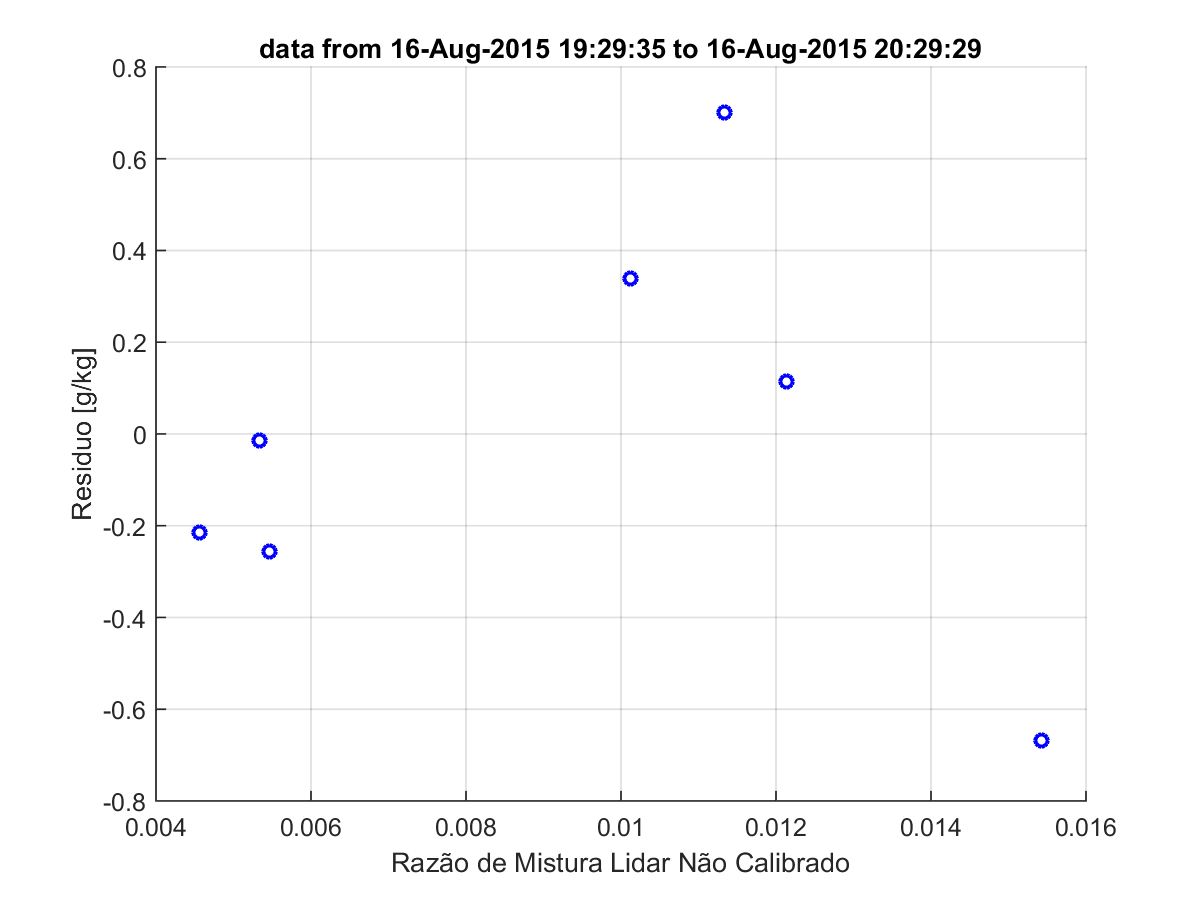 data from 16-Aug-2015 19:29:35 to 16-Aug-2015 20:29:29
0.8
0.6
0.4
0.2
0
-0.2
-0.4
-0.6
-0.8
Residuo [g/kg]
0.004 0.006 0.008 0.01 0.012 0.014 0.016
Razão de Mistura Lidar Não Calibrado